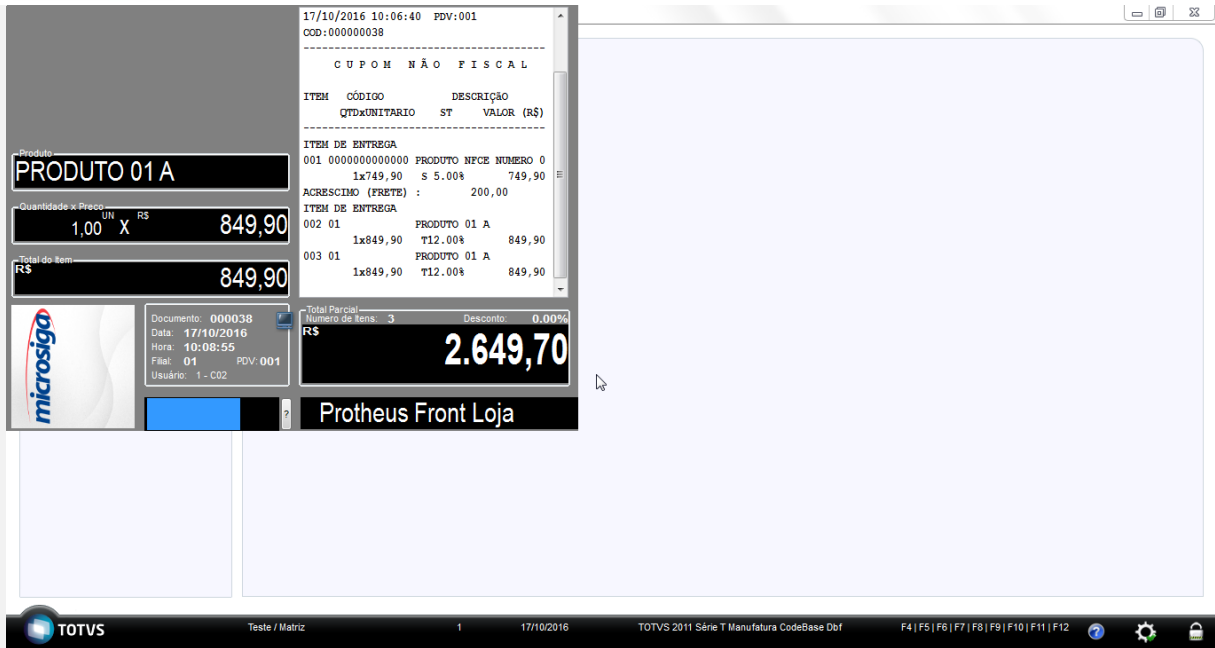 17/10/2016 10:06:40 PDV:001
COD:000000038
------------------------------------------
C U P O M N Ã O F I S C A L
ITEM CÓDIGO DESCRIÇãO
QTDxUNITARIO ST VALOR (R$)
------------------------------------------
ITEM DE ENTREGA
001 0000000000000 PRODUTO NFCE NUMERO 0
1x749,90 S 5.00% 749,90
ACRESCIMO (FRETE) : 200,00
ITEM DE ENTREGA
002 01 PRODUTO 01 A
1x849,90 T12.00% 849,90
003 01 PRODUTO 01 A
1x849,90 T12.00% 849,90
Produto
PRODUTO 01 A
Quantidade x Preco
1,00 UN X R$ 849,90
Total do Item
R$
849,90
microsiga
Documento: 000038
Data: 17/10/2016
Hora: 10:08:55
Filial: 01 PDV: 001
Usuário: 1 - C02
Total Parcial
Numero de Itens: 3 Desconto: 0.00%
R$
2.649,70
?
Protheus Front Loja
TOTVS Teste / Matriz 1 17/10/2016 TOTVS 2011 Série T Manufatura CodeBase Dbf F4 | F5 | F6 | F7 | F8 | F9 | F10 | F11 | F12 ?